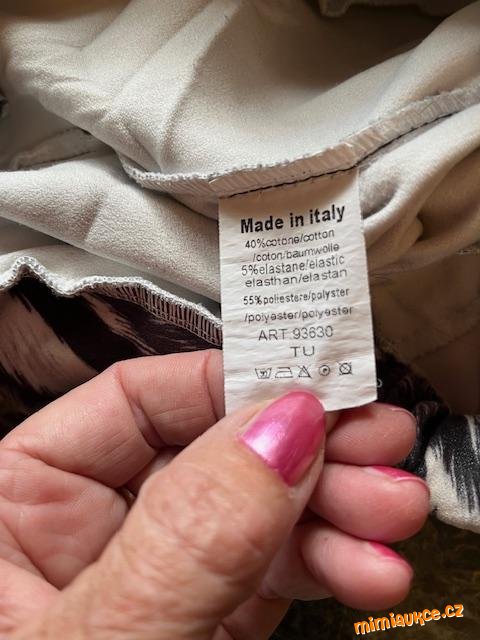 Made in italy
40%cotone/cotton
/coton/baumwolle
5%elastane/elastic
elasthan/elastan
55%poliestere/polyster
/polyester/polyester
ART.93630
TU
mimiaukce.cz